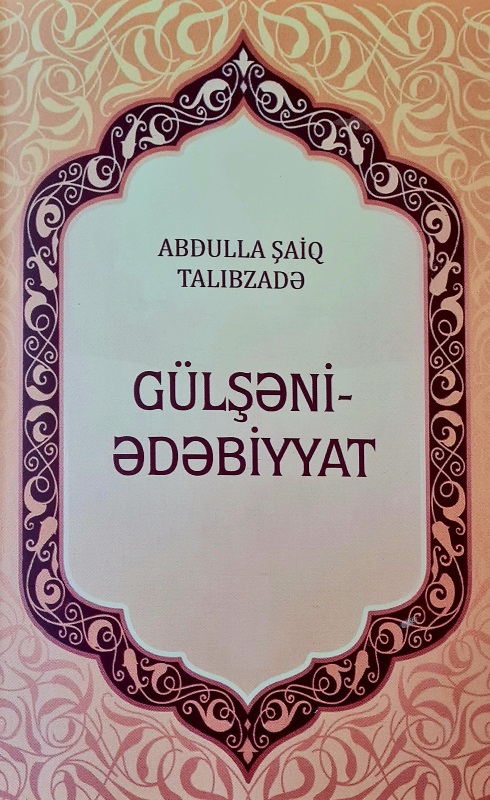 ABDULLA ŞAİQ
TALIBZADƏ
GÜLŞƏNİ-
ƏDƏBİYYAT